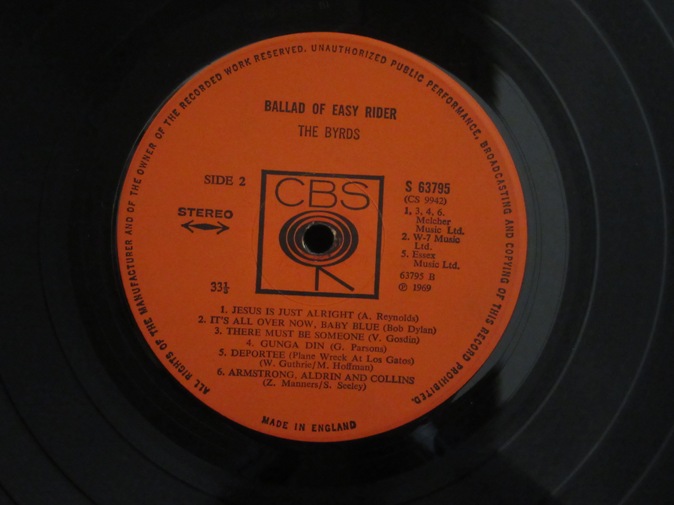 ALL RIGHTS OF THE MANUFACTURER AND OF THE OWNER OF THE RECORDED WORK RESERVED. UNAUTHORIZED PUBLIC PERFORMANCE, BROADCASTING AND COPYING OF THIS RECORD PROHIBITED.
BALLAD OF EASY RIDER
THE BYRDS
SIDE 2
STEREO
33⅓
CBS
S 63795
(CS 9942)
1, 3, 4, 6.
Melcher
Music Ltd.
2. W-7 Music
Ltd.
5. Essex
Music Ltd.
63795 B
℗ 1969
1. JESUS IS JUST ALRIGHT (A. Reynolds)
2. IT'S ALL OVER NOW, BABY BLUE (Bob Dylan)
3. THERE MUST BE SOMEONE (V. Gosdin)
4. GUNGA DIN (G. Parsons)
5. DEPORTEE (Plane Wreck At Los Gatos)
(W. Guthrie/M. Hoffman)
6. ARMSTRONG, ALDRIN AND COLLINS
(Z. Manners/S. Seeley)
MADE IN ENGLAND